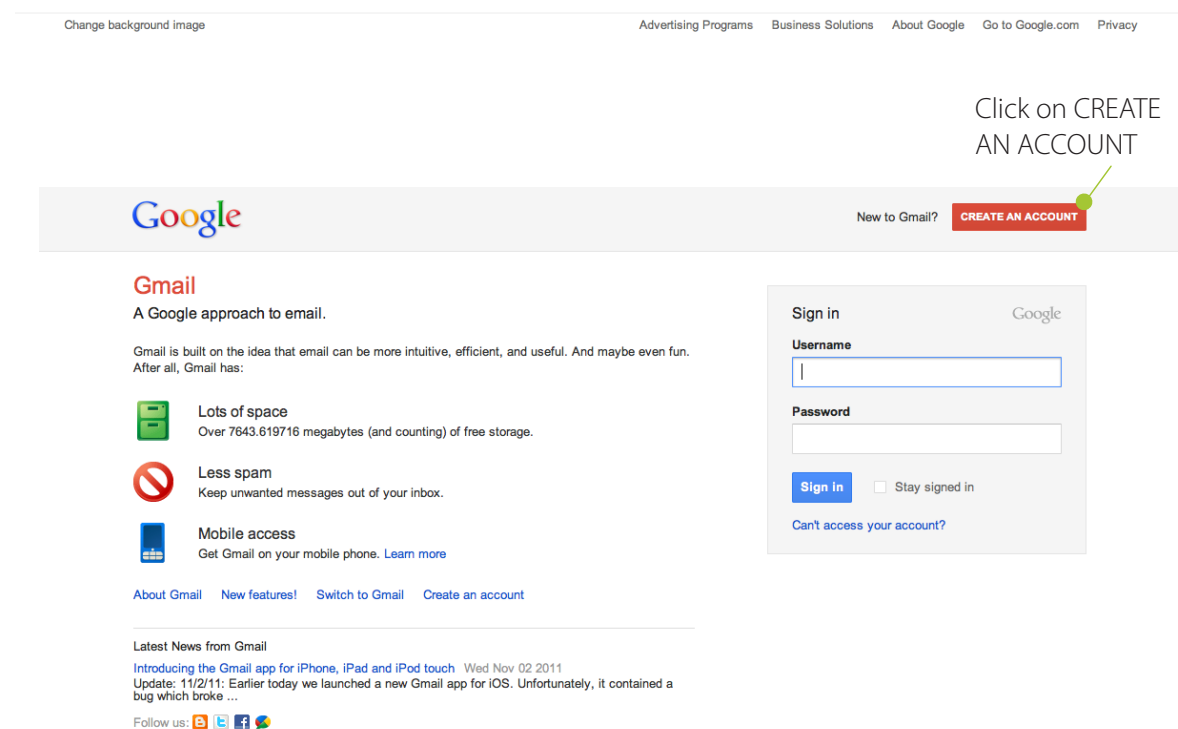 Change background image
Advertising Programs Business Solutions About Google Go to Google.com Privacy
Click on CREATE
AN ACCOUNT
Google
New to Gmail? CREATE AN ACCOUNT
Gmail
A Google approach to email.
Gmail is built on the idea that email can be more intuitive, efficient, and useful. And maybe even fun.
After all, Gmail has:
Lots of space
Over 7643.619716 megabytes (and counting) of free storage.
Less spam
Keep unwanted messages out of your inbox.
Mobile access
Get Gmail on your mobile phone. Learn more
About Gmail New features! Switch to Gmail Create an account
Latest News from Gmail
Introducing the Gmail app for iPhone, iPad and iPod touch Wed Nov 02 2011
Update: 11/2/11: Earlier today we launched a new Gmail app for iOS. Unfortunately, it contained a
bug which broke ...
Follow us:
Sign in Google
Username
Password
Sign in Stay signed in
Can't access your account?